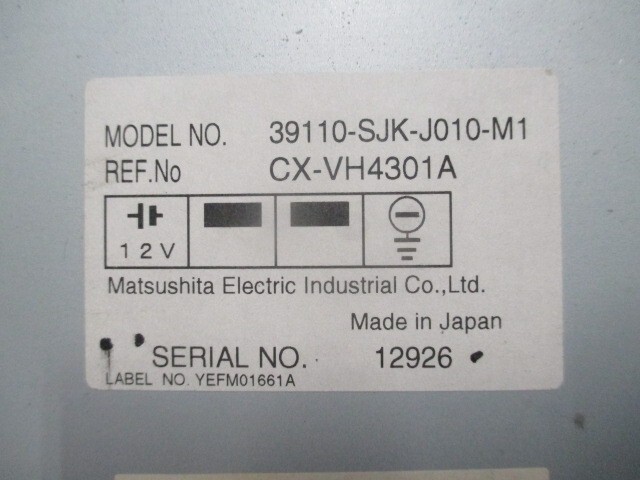 MODEL NO. 39110-SJK-J010-M1
REF.No CX-VH4301A
12V
Matsushita Electric Industrial Co.,Ltd.
Made in Japan
SERIAL NO. 12926
LABEL NO. YEFM01661A